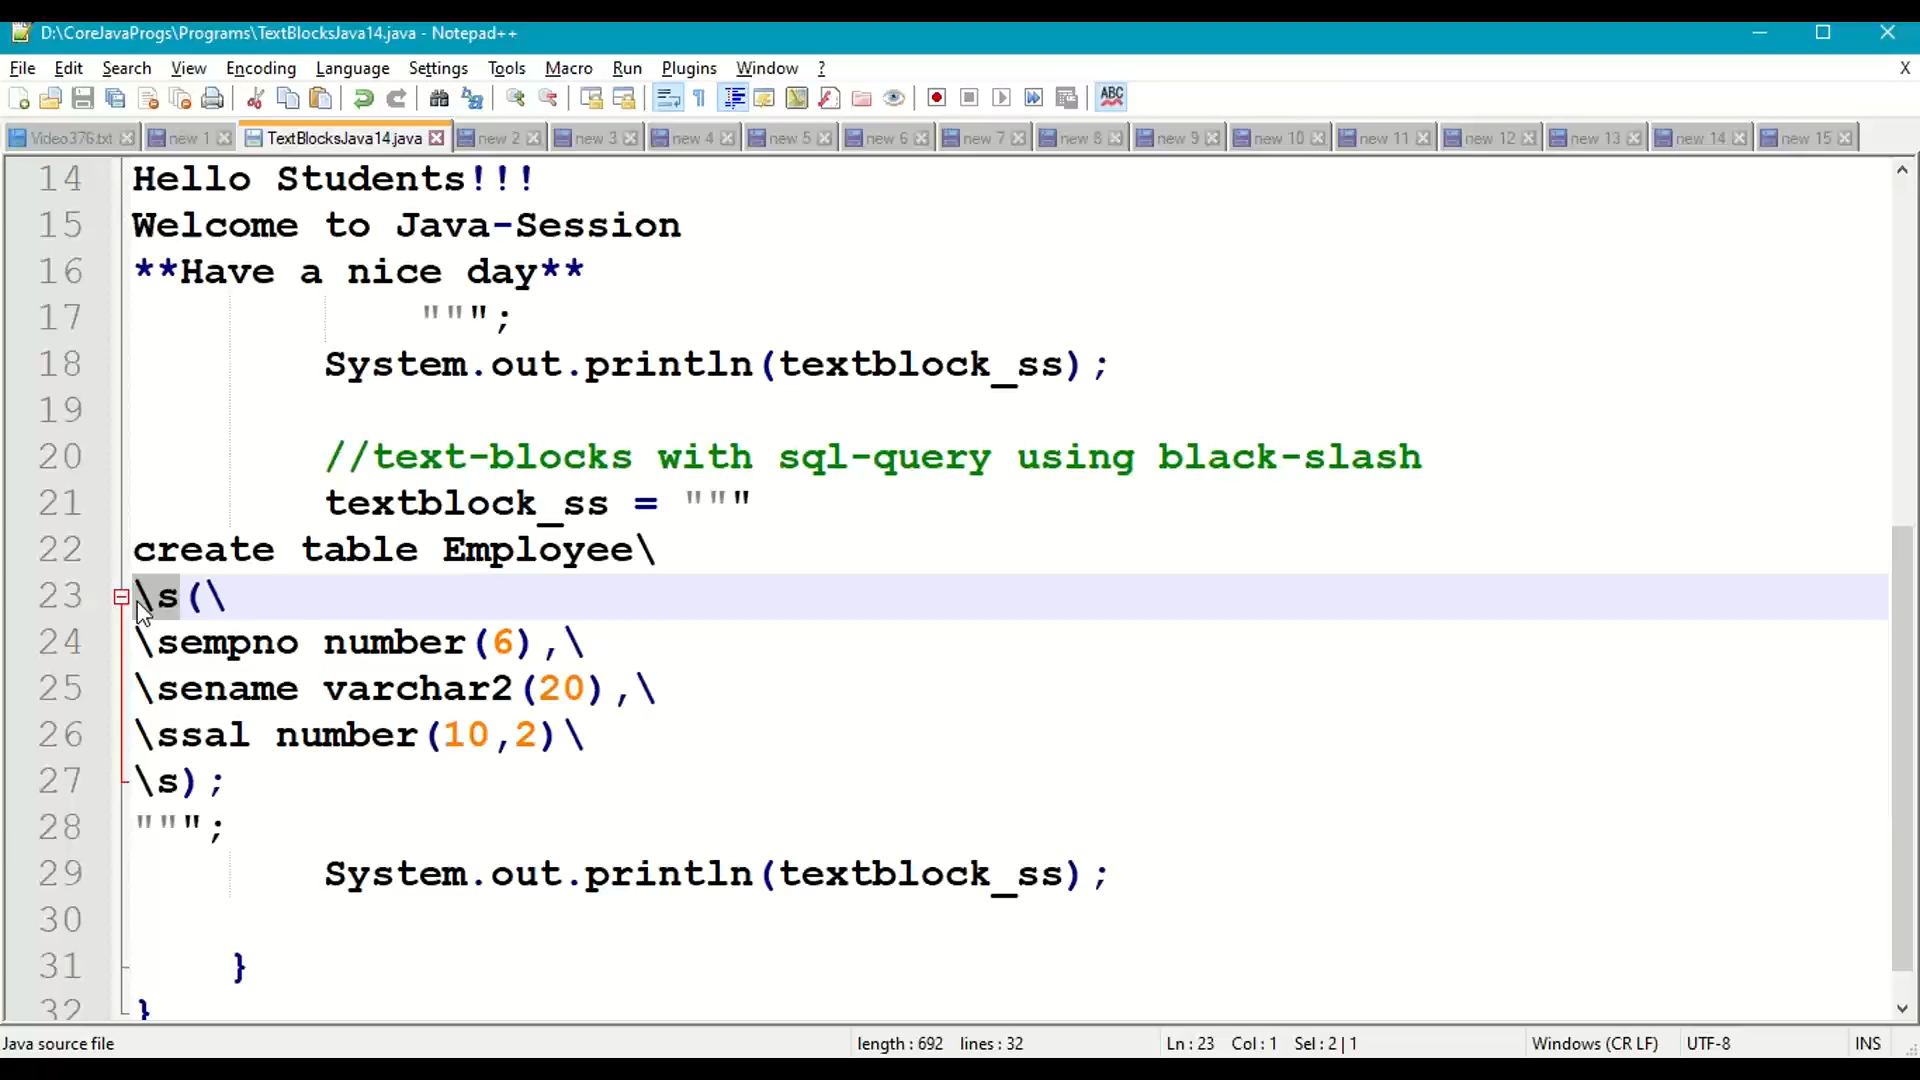 D:\CoreJavaProgs\Programs\TextBlocksJava14.java - Notepad++
File Edit Search View Encoding Language Settings Tools Macro Run Plugins Window ? X
Video376.txt new 1 TextBlocksJava14.java new 2 new 3 new 4 new 5 new 6 new 7 new 8 new 9 new 10 new 11 new 12 new 13 new 14 new 15
14 Hello Students!!!
15 Welcome to Java-Session
16 **Have a nice day**
17 """;
18 System.out.println(textblock_ss);
19
20 //text-blocks with sql-query using black-slash
21 textblock_ss = """
22 create table Employee\
23 \s(\
24 \sempno number(6),\
25 \sename varchar2(20),\
26 \ssal number(10,2)\
27 \s);
28 """;
29 System.out.println(textblock_ss);
30
31 }
32 }
Java source file length : 692 lines : 32 Ln : 23 Col : 1 Sel : 2 | 1 Windows (CR LF) UTF-8 INS